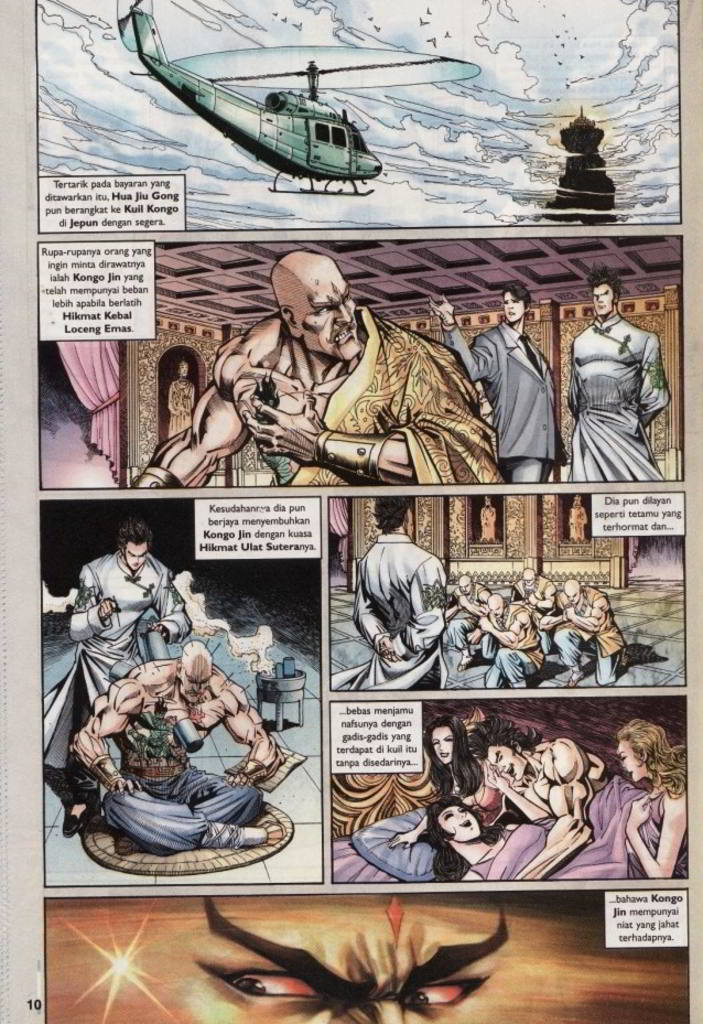 Tertarik pada bayaran yang
ditawarkan itu, Hua Jiu Gong
pun berangkat ke Kuil Kongo
di Jepun dengan segera.
Rupa-rupanya orang yang
ingin minta dirawatnya
ialah Kongo Jin yang
telah mempunyai beban
lebih apabila berlatih
Hikmat Kebal
Loceng Emas.
Kesudahannya dia pun
berjaya menyembuhkan
Kongo Jin dengan kuasa
Hikmat Ulat Suteranya.
Dia pun dilayan
seperti tetamu yang
terhormat dan...
...bebas menjamu
nafsunya dengan
gadis-gadis yang
terdapat di kuil itu
tanpa disedarinya...
...bahawa Kongo
Jin mempunyai
niat yang jahat
terhadapnya.
10